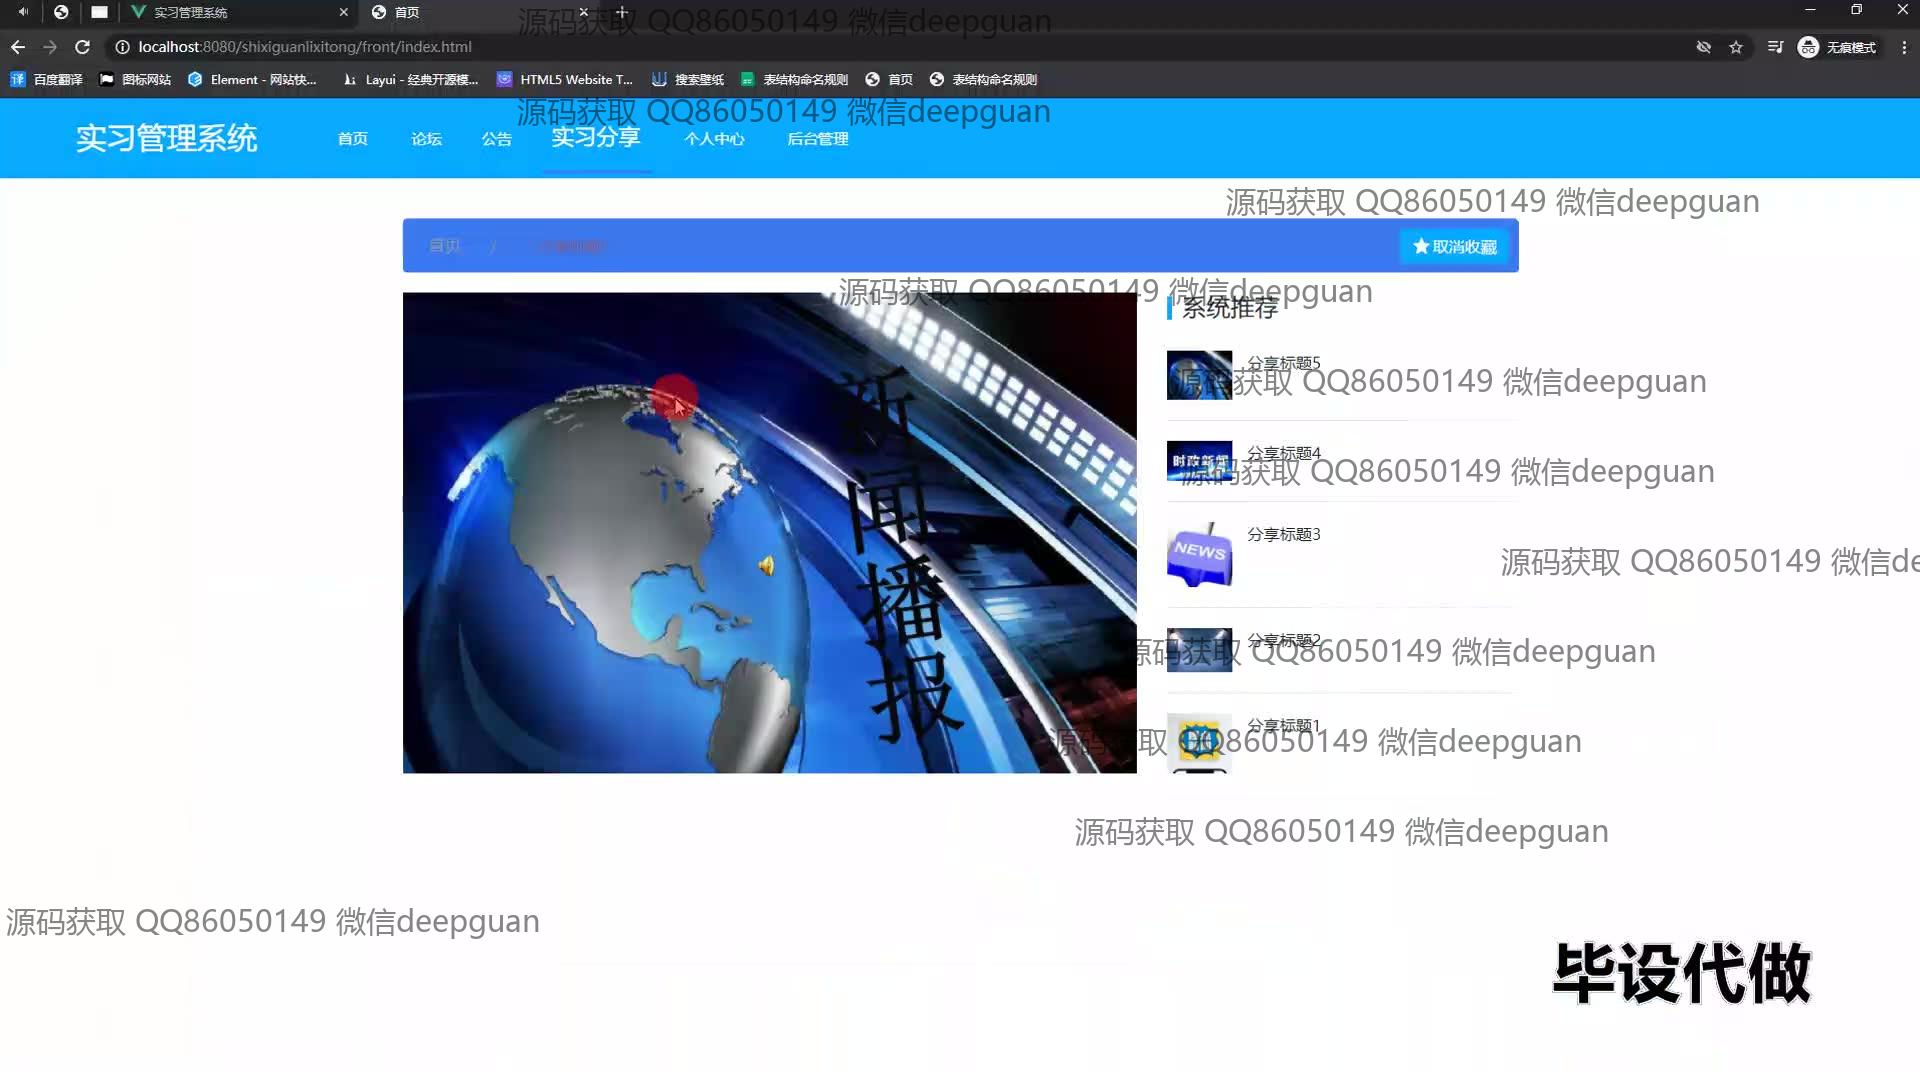 实习管理系统
首页
源码获取 QQ86050149 微信deepguan
localhost:8080/shixiguanlixitong/front/index.html
无痕模式
百度翻译
图标网站
Element - 网站快...
Layui - 经典开源模...
HTML5 Website T...
搜索壁纸
表结构命名规则
首页
表结构命名规则
源码获取 QQ86050149 微信deepguan
实习管理系统
首页
论坛
公告
实习分享
个人中心
后台管理
源码获取 QQ86050149 微信deepguan
首页 /
取消收藏
源码获取 QQ86050149 微信deepguan
系统推荐
新闻播报
分享标题5
源码获取 QQ86050149 微信deepguan
分享标题4
时政新闻
源码获取 QQ86050149 微信deepguan
分享标题3
NEWS
源码获取 QQ86050149 微信de
分享标题2
源码获取 QQ86050149 微信deepguan
分享标题1
源码获取 QQ86050149 微信deepguan
源码获取 QQ86050149 微信deepguan
源码获取 QQ86050149 微信deepguan
毕设代做